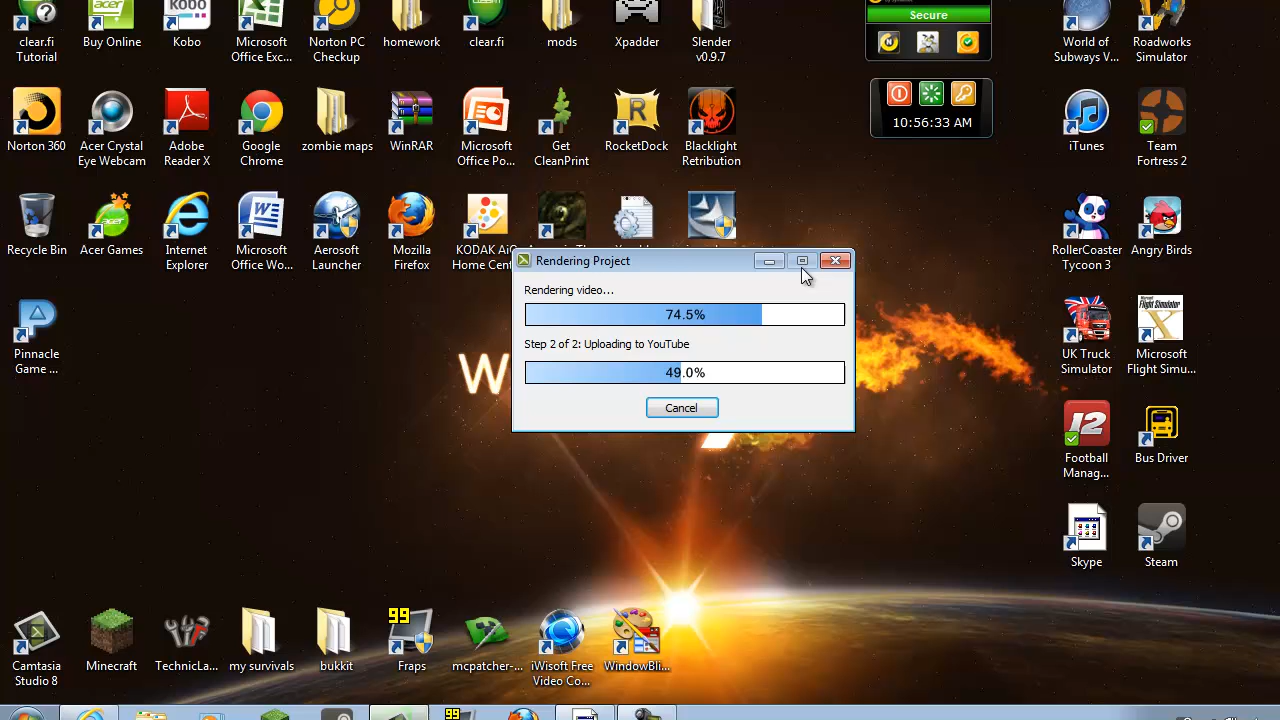 clear.fi
Tutorial
Buy Online
Kobo
Microsoft
Office Exc...
Norton PC
Checkup
homework
clear.fi
mods
Xpadder
Slender
v0.9.7
Secure
World of
Subways V...
Roadworks
Simulator
Norton 360
Acer Crystal
Eye Webcam
Adobe
Reader X
Google
Chrome
zombie maps
WinRAR
Microsoft
Office Po...
Get
CleanPrint
RocketDock
Blacklight
Retribution
10:56:33 AM
iTunes
Team
Fortress 2
Recycle Bin
Acer Games
Internet
Explorer
Microsoft
Office Wo...
Aerosoft
Launcher
Mozilla
Firefox
KODAK AiO
Home Cent
RollerCoaster
Tycoon 3
Angry Birds
Rendering Project
Rendering video...
74.5%
Step 2 of 2: Uploading to YouTube
49.0%
Cancel
W
Pinnacle
Game ...
UK Truck
Simulator
Microsoft
Flight Simu...
12
Football
Manag...
Bus Driver
Skype
Steam
99
Camtasia
Studio 8
Minecraft
TechnicLa...
my survivals
bukkit
Fraps
mcpatcher-...
iWisoft Free
Video Co...
WindowBli...
99